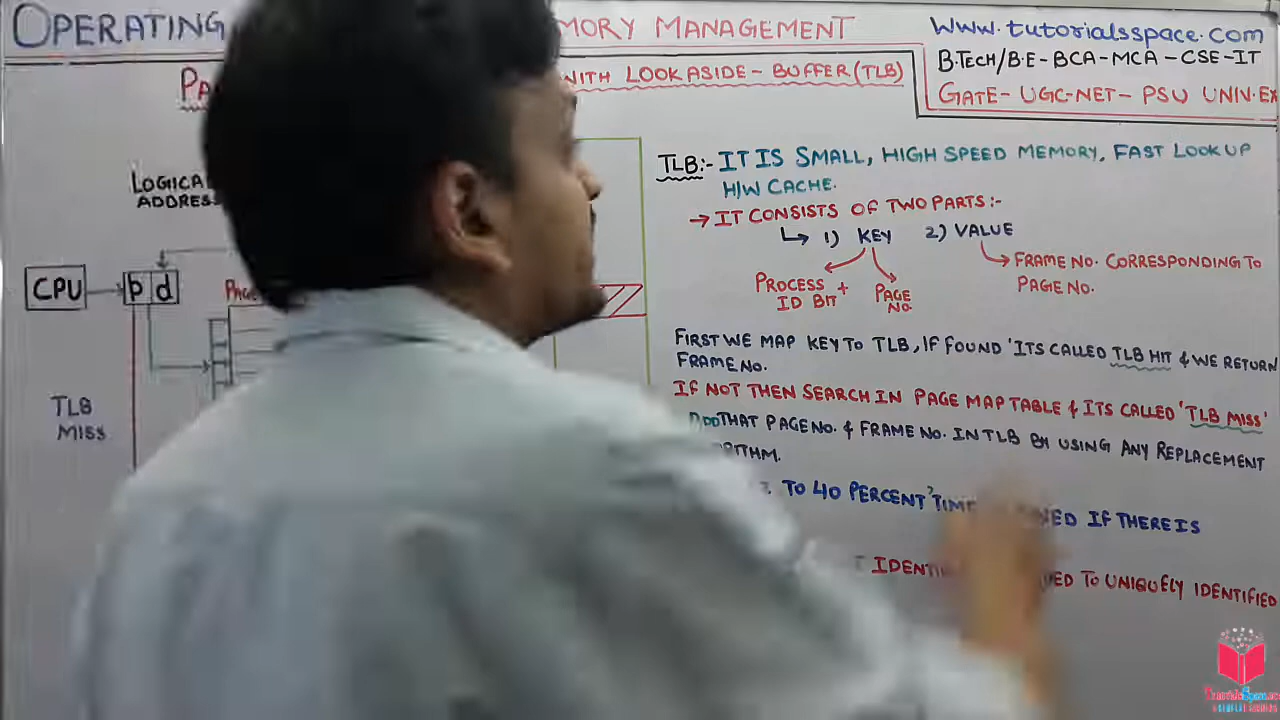 OPERATING MORY MANAGEMENT
www.tutorialsspace.com
B.TECH/B.E-BCA-MCA-CSE-IT
GATE- UGC-NET- PSU UNIV.EX
PA WITH LOOK ASIDE-BUFFER(TLB)
LOGICA
ADDRESS
CPU
p d
PAGE
TLB
MISS
TLB:- IT IS SMALL, HIGH SPEED MEMORY, FAST LOOKUP
H/W CACHE.
→ IT CONSISTS OF TWO PARTS:-
↳ 1) KEY 2) VALUE
PROCESS +
ID BIT
PAGE
NO.
FRAME NO. CORRESPONDING TO
PAGE NO.
FIRST WE MAP KEY TO TLB, IF FOUND 'ITS CALLED TLB HIT & WE RETURN
FRAME NO.
IF NOT THEN SEARCH IN PAGE MAP TABLE & ITS CALLED 'TLB MISS'
ADD THAT PAGE NO. & FRAME NO. IN TLB BY USING ANY REPLACEMENT
RITHM.
TO 40 PERCENT' TIME VED IF THERE IS
IDENTI ED TO UNIQUELY IDENTIFIED